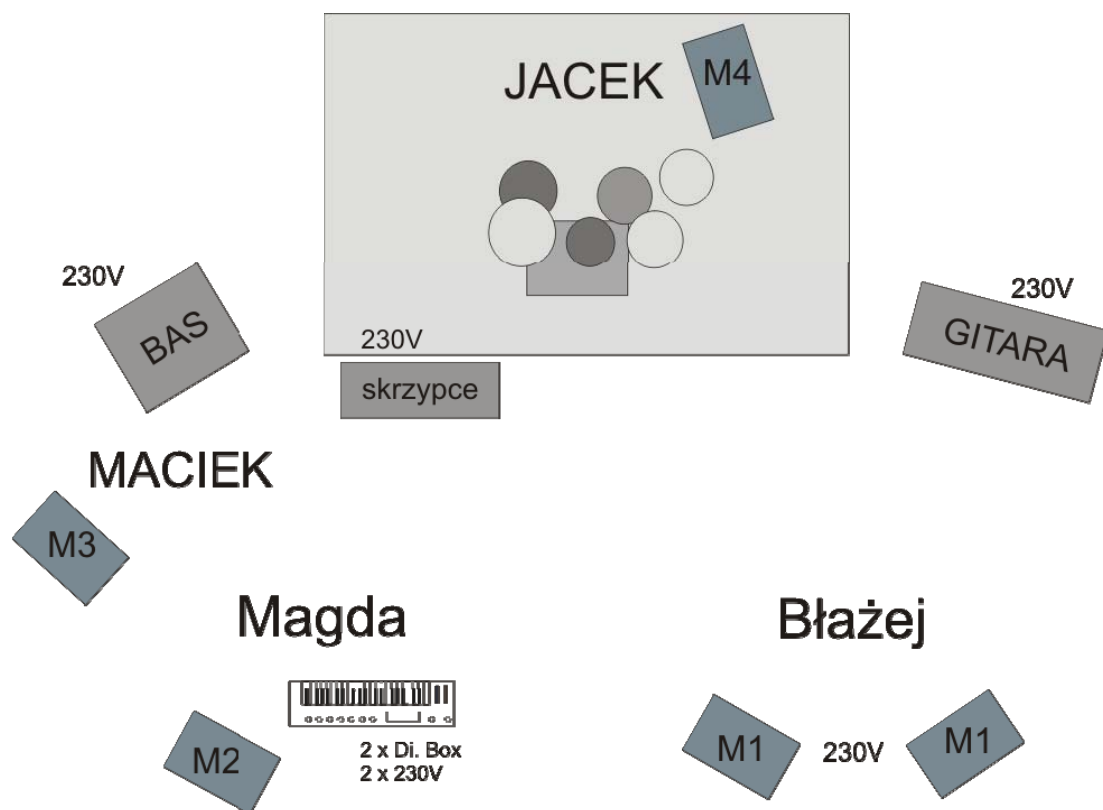 JACEK
M4
230V
BAS
230V
GITARA
230V
skrzypce
MACIEK
M3
Magda
Błażej
M2
2 x Di. Box
2 x 230V
M1
230V
M1